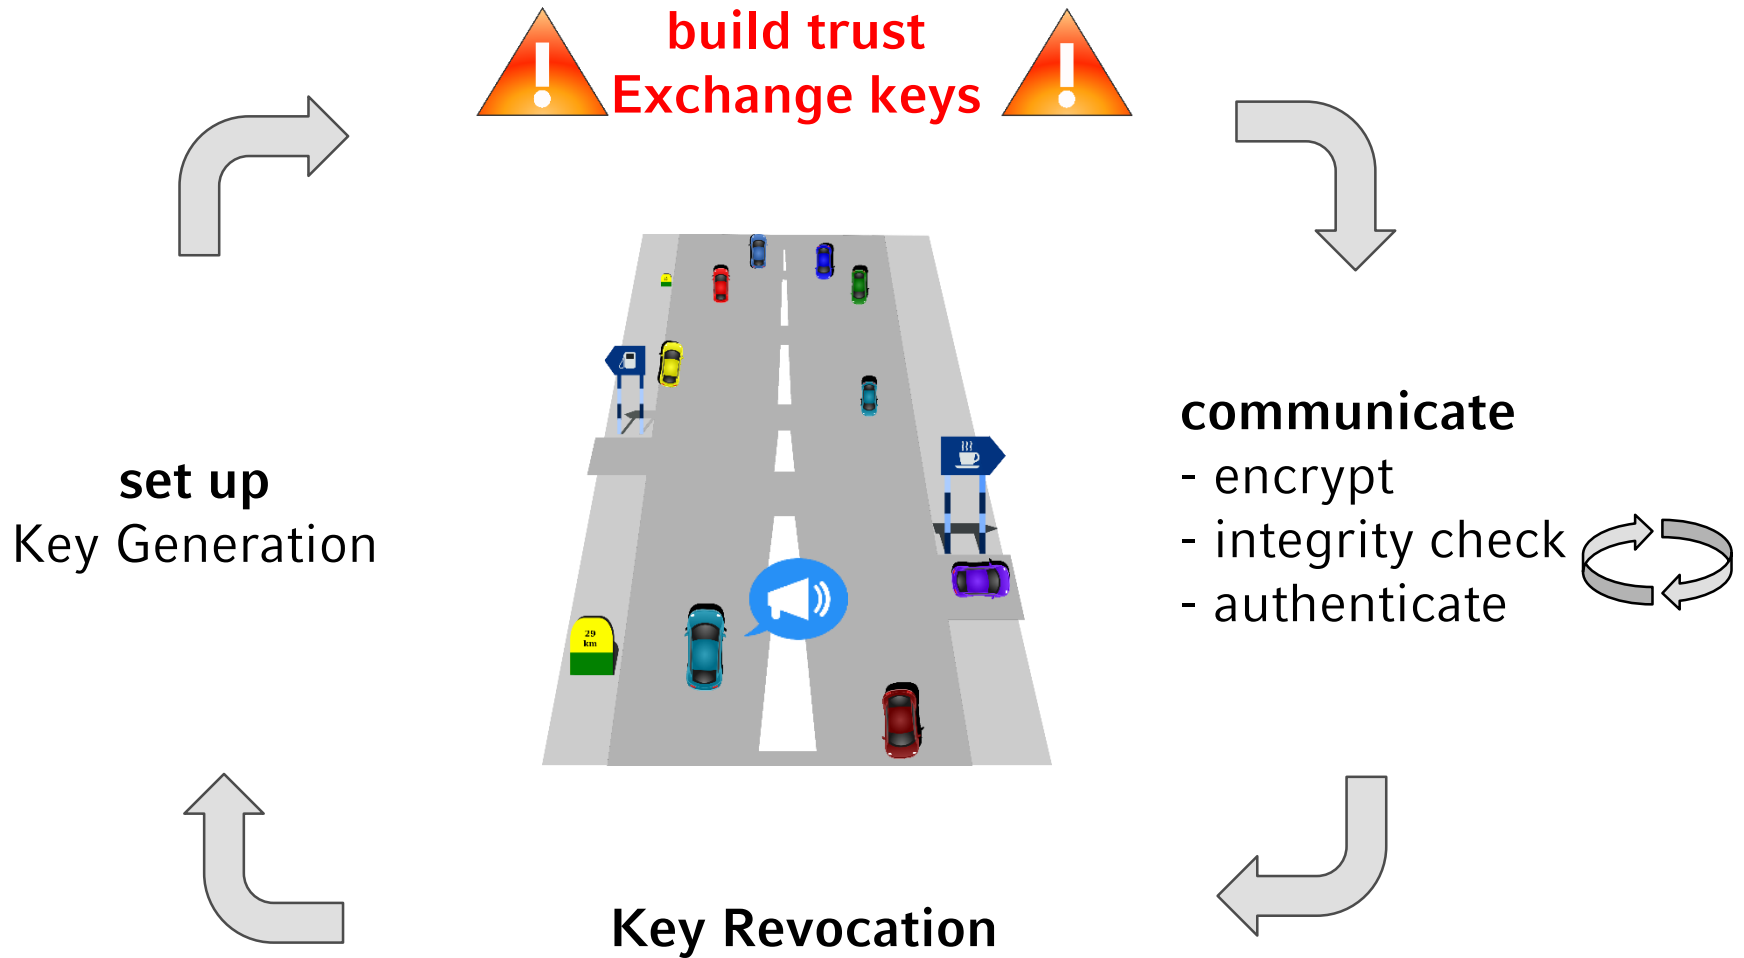 build trust
Exchange keys
set up
Key Generation
communicate
- encrypt
- integrity check
- authenticate
29
km
Key Revocation